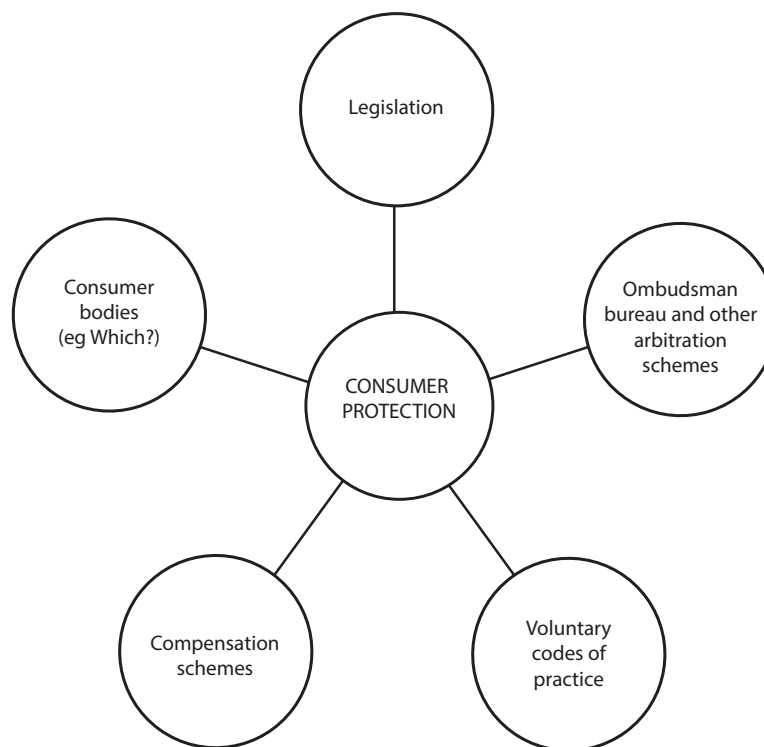 Legislation
Consumer
bodies
(eg Which?)
Ombudsman
bureau and other
arbitration
schemes
CONSUMER
PROTECTION
Compensation
schemes
Voluntary
codes of
practice